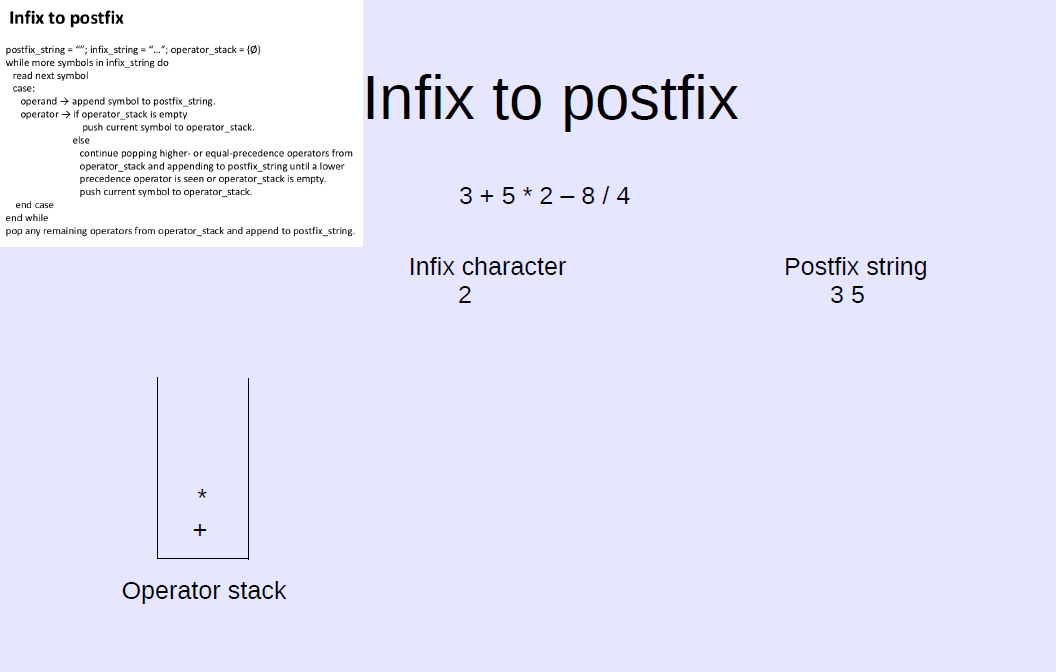 Infix to postfix
postfix_string = “”; infix_string = “…”; operator_stack = {Ø}
while more symbols in infix_string do
read next symbol
case:
operand → append symbol to postfix_string.
operator → if operator_stack is empty
push current symbol to operator_stack.
else
continue popping higher- or equal-precedence operators from
operator_stack and appending to postfix_string until a lower
precedence operator is seen or operator_stack is empty.
push current symbol to operator_stack.
end case
end while
pop any remaining operators from operator_stack and append to postfix_string.
Infix to postfix
3 + 5 * 2 – 8 / 4
Infix character
2
Postfix string
3 5
*
+
Operator stack